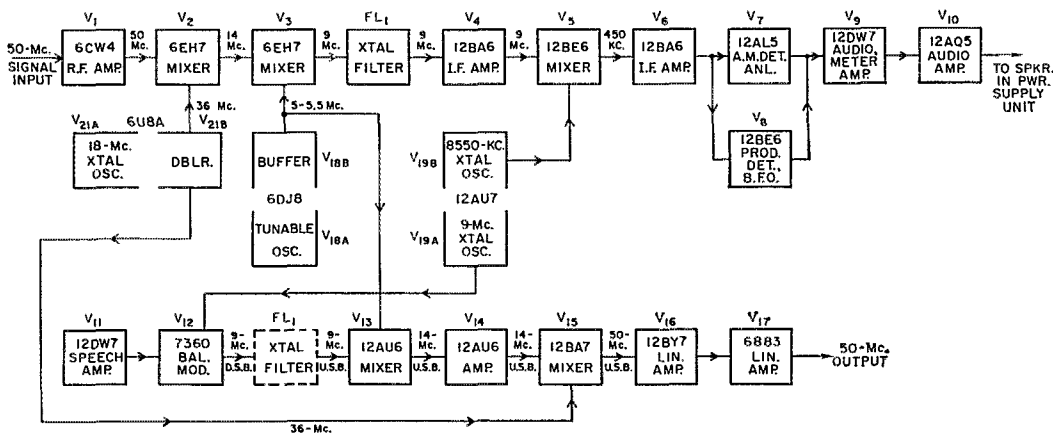 V1
V2
V3
FL1
V4
V5
V6
V7
V9
V10
50-Mc.
SIGNAL
INPUT
6CW4
R.F. AMP.
50
Mc.
6EH7
MIXER
14
Mc.
6EH7
MIXER
9
Mc.
XTAL
FILTER
9
Mc.
12BA6
I.F. AMP.
9
Mc.
12BE6
MIXER
450
KC.
12BA6
I.F. AMP.
12AL5
A.M. DET.
ANL.
12DW7
AUDIO,
METER
AMP.
12AQ5
AUDIO
AMP.
TO SPKR.
IN PWR.
SUPPLY
UNIT
36 Mc.
5-5.5 Mc.
V8
12BE6
PROD.
DET.,
B.F.O.
V21A
6U8A
V21B
18-Mc.
XTAL
OSC.
DBLR.
BUFFER
V18B
6DJ8
TUNABLE
OSC.
V18A
V19B
8550-KC.
XTAL
OSC.
12AU7
V19A
9-Mc.
XTAL
OSC.
V11
V12
FL1
V13
V14
V15
V16
V17
12DW7
SPEECH
AMP.
7360
BAL.
MOD.
9-
Mc.
D.S.B.
XTAL
FILTER
9-
Mc.
U.S.B.
12AU6
MIXER
14-
Mc.
U.S.B.
12AU6
AMP.
14-
Mc.
U.S.B.
12BA7
MIXER
50-
Mc.
U.S.B.
12BY7
LIN.
AMP.
6883
LIN.
AMP.
50-Mc.
OUTPUT
36-Mc.